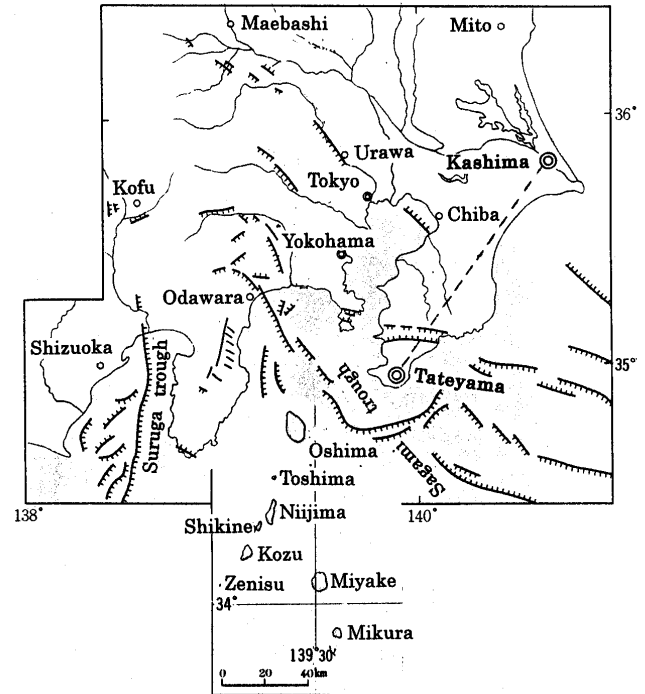 Maebashi
Mito
36°
Urawa
Kashima
Tokyo
Kofu
Chiba
Yokohama
Odawara
Shizuoka
35°
Suruga trough
Tateyama
Sagami trough
Oshima
Toshima
138°
140°
Niijima
Shikine
Kozu
Zenisu
Miyake
34°
Mikura
139°30'
0 20 40km